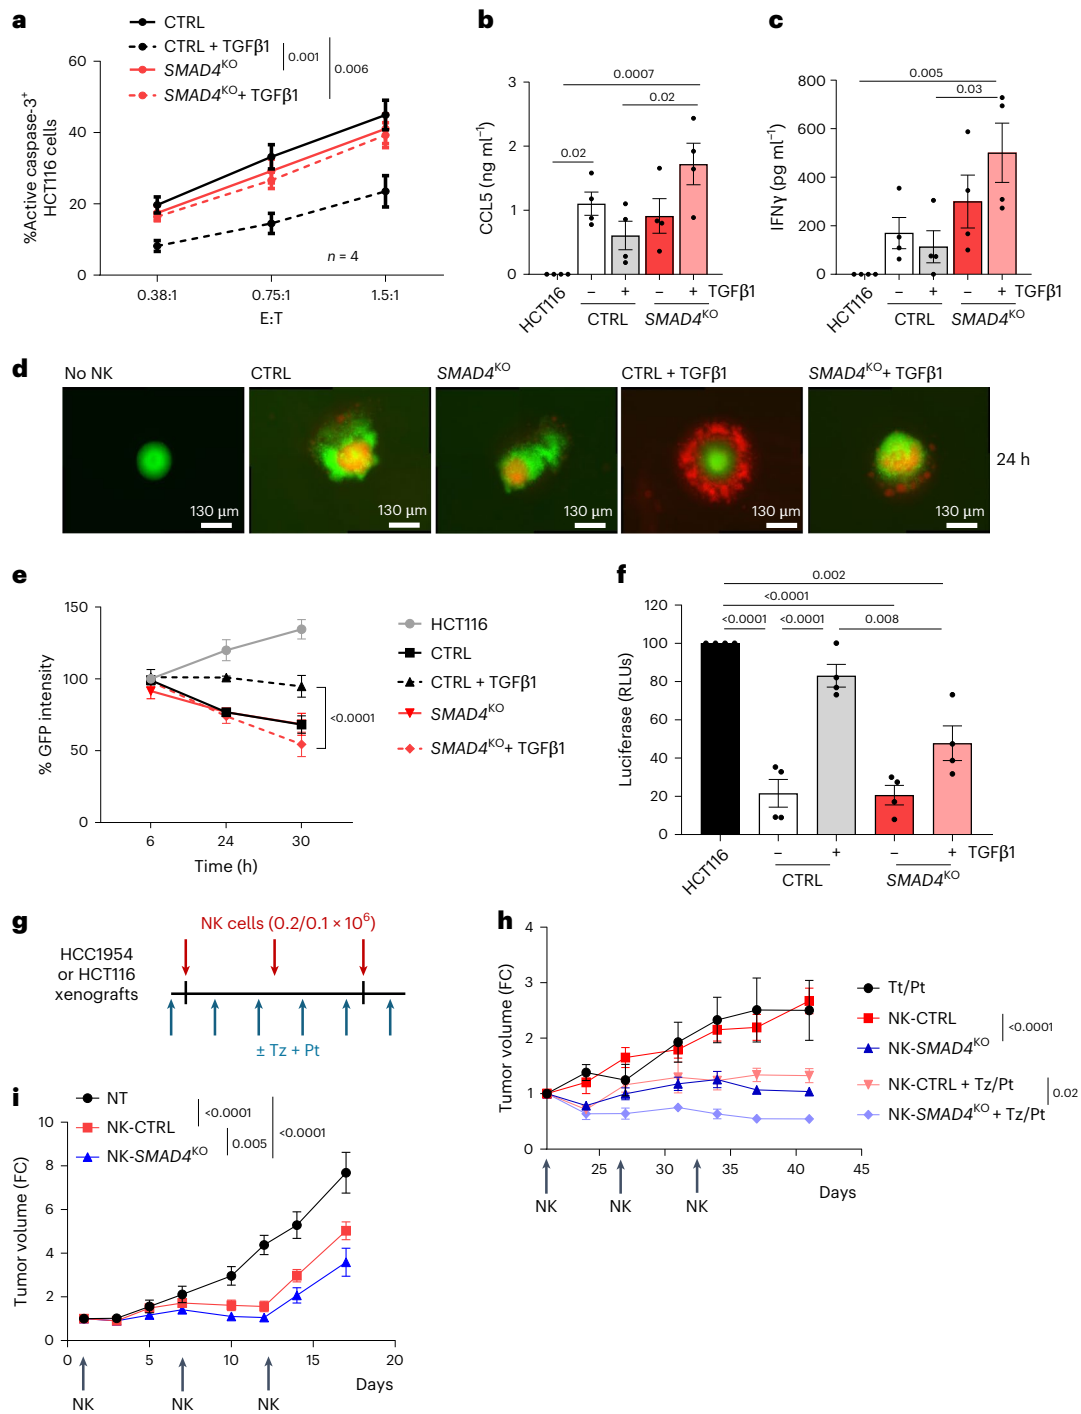 a
CTRL
CTRL + TGFβ1
SMAD4KO
SMAD4KO+ TGFβ1
0.001
0.006
%Active caspase-3+
HCT116 cells
60
40
20
0
n = 4
0.38:1 0.75:1 1.5:1
E:T
b
0.0007
0.02
0.02
CCL5 (ng ml−1)
3
2
1
0
HCT116
− + − + TGFβ1
CTRL SMAD4KO
c
0.005
0.03
IFNγ (pg ml−1)
800
600
400
200
0
HCT116
− + − + TGFβ1
CTRL SMAD4KO
d
No NK CTRL SMAD4KO CTRL + TGFβ1 SMAD4KO+ TGFβ1
24 h
130 µm 130 µm 130 µm 130 µm 130 µm
e
% GFP intensity
150
100
50
0
6 24 30
Time (h)
HCT116
CTRL
CTRL + TGFβ1
SMAD4KO
SMAD4KO+ TGFβ1
<0.0001
f
0.002
<0.0001
<0.0001 <0.0001 0.008
Luciferase (RLUs)
120
100
80
60
40
20
0
HCT116
− + − + TGFβ1
CTRL SMAD4KO
g
NK cells (0.2/0.1 × 106)
HCC1954
or HCT116
xenografts
± Tz + Pt
h
Tumor volume (FC)
4
3
2
1
0
25 30 35 40 45
Days
NK NK NK
Tt/Pt
NK-CTRL
NK-SMAD4KO
NK-CTRL + Tz/Pt
NK-SMAD4KO + Tz/Pt
<0.0001
0.02
i
NT
NK-CTRL
NK-SMAD4KO
<0.0001
0.005
<0.0001
Tumor volume (FC)
10
8
6
4
2
0
0 5 10 15 20
Days
NK NK NK